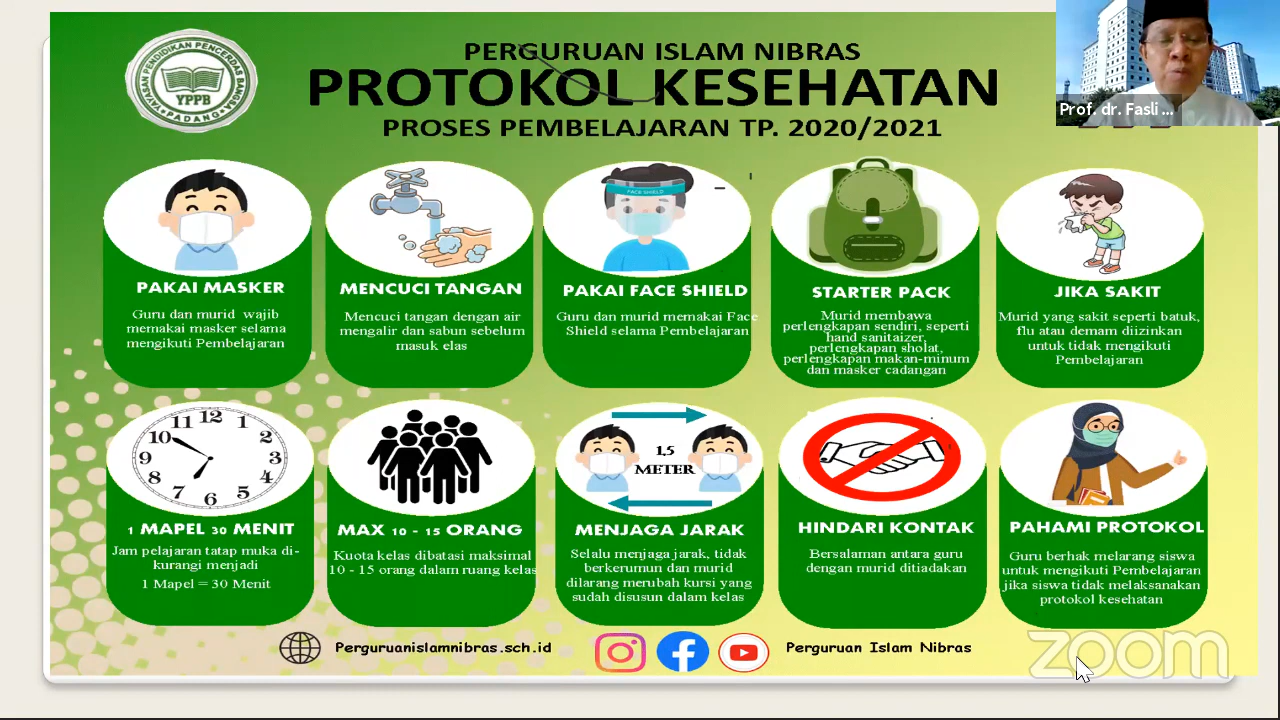 PERGURUAN ISLAM NIBRAS
PROTOKOL KESEHATAN
PROSES PEMBELAJARAN TP. 2020/2021
YAYASAN PENDIDIKAN PENCERDAS BANGSA
YPPB
PADANG
Prof. dr. Fasli ...
PAKAI MASKER
Guru dan murid wajib
memakai masker selama
mengikuti Pembelajaran
MENCUCI TANGAN
Mencuci tangan dengan air
mengalir dan sabun sebelum
masuk elas
FACE SHIELD
PAKAI FACE SHIELD
Guru dan murid memakai Face
Shield selama Pembelajaran
STARTER PACK
Murid membawa
perlengkapan sendiri, seperti
hand sanitaizer,
perlengkapan sholat,
perlengkapan makan-minum
dan masker cadangan
JIKA SAKIT
Murid yang sakit seperti batuk,
flu atau demam diizinkan
untuk tidak mengikuti
Pembelajaran
12
1
2
3
4
5
6
7
8
9
10
11
1 MAPEL 30 MENIT
Jam pelajaran tatap muka di-
kurangi menjadi
1 Mapel = 30 Menit
MAX 10 - 15 ORANG
Kuota kelas dibatasi maksimal
10 - 15 orang dalam ruang kelas
1,5
METER
MENJAGA JARAK
Selalu menjaga jarak, tidak
berkerumun dan murid
dilarang merubah kursi yang
sudah disusun dalam kelas
HINDARI KONTAK
Bersalaman antara guru
dengan murid ditiadakan
PAHAMI PROTOKOL
Guru berhak melarang siswa
untuk mengikuti Pembelajaran
jika siswa tidak melaksanakan
protokol kesehatan
Perguruanislamnibras.sch.id
Perguruan Islam Nibras
zoom